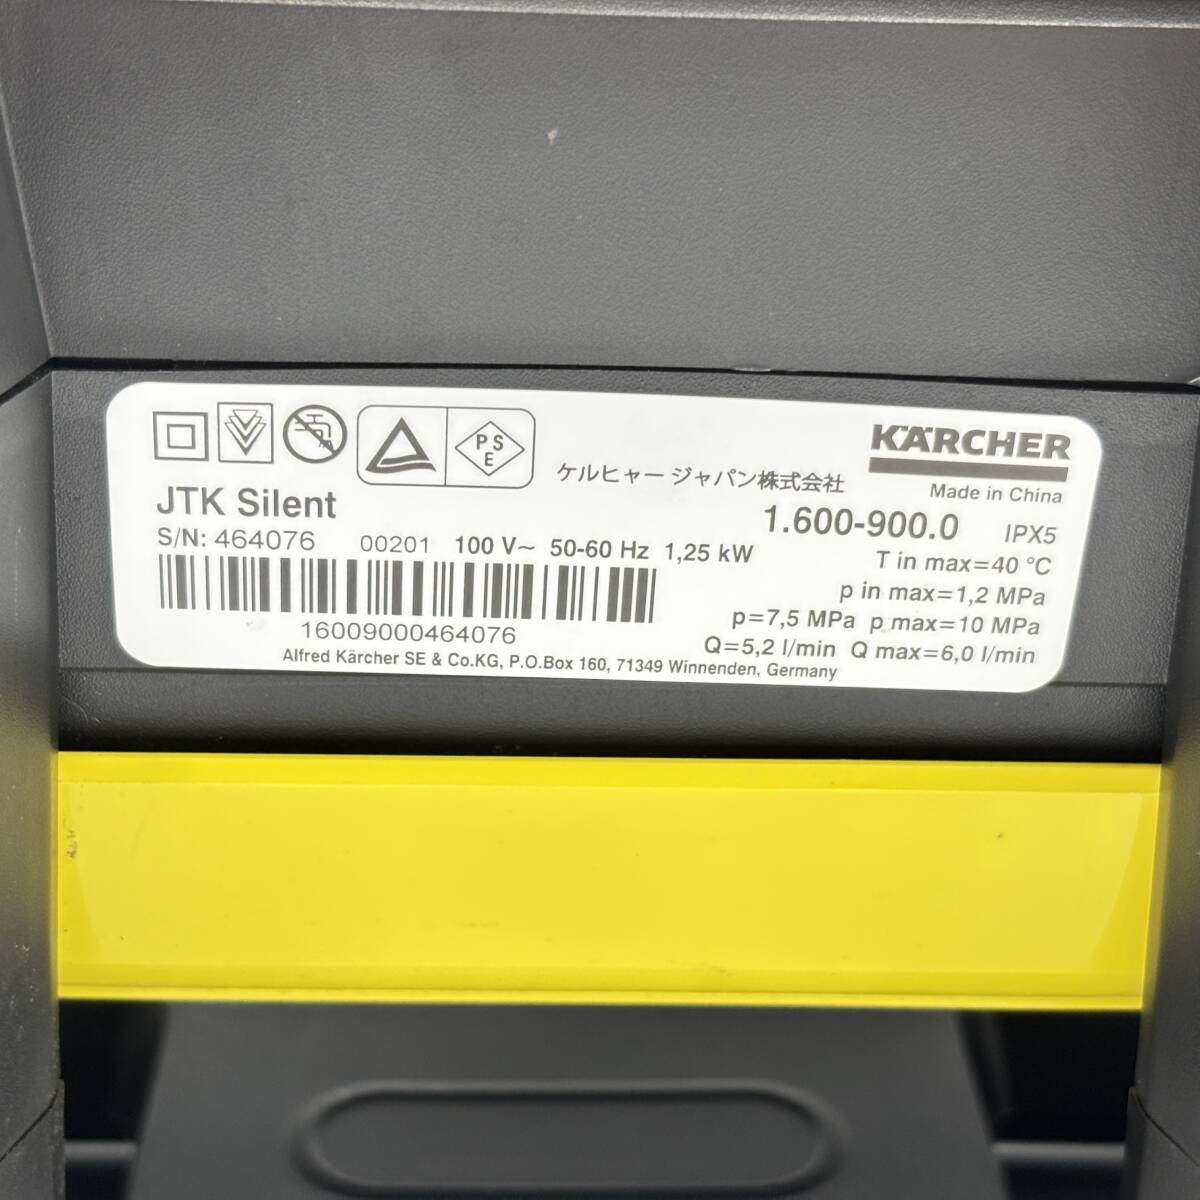 PS
E
ケルヒャー ジャパン株式会社
KÄRCHER
Made in China
JTK Silent
1.600-900.0 IPX5
S/N: 464076 00201 100 V~ 50-60 Hz 1,25 kW
T in max=40 °C
p in max=1,2 MPa
p=7,5 MPa p max=10 MPa
Q=5,2 l/min Q max=6,0 l/min
16009000464076
Alfred Kärcher SE & Co.KG, P.O.Box 160, 71349 Winnenden, Germany